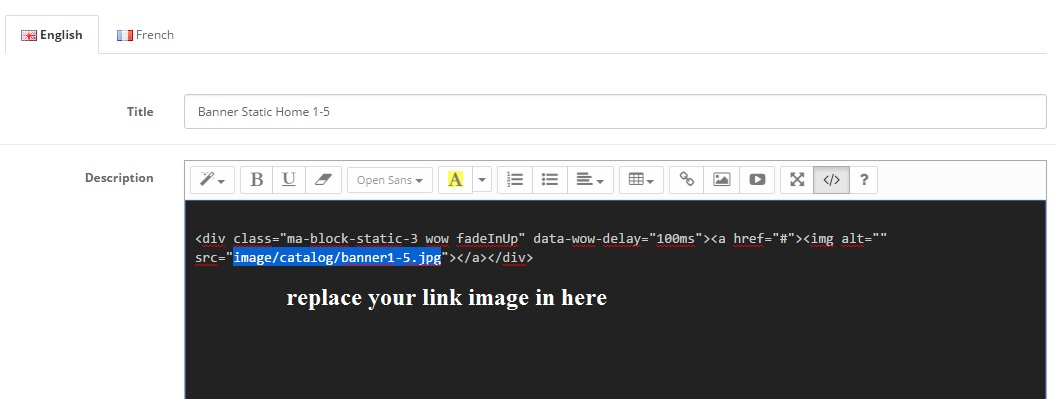 English French
Title Banner Static Home 1-5
Description B U Open Sans A </> ?
<div class="ma-block-static-3 wow fadeInUp" data-wow-delay="100ms"><a href="#"><img alt=""
src="image/catalog/banner1-5.jpg"></a></div>
replace your link image in here